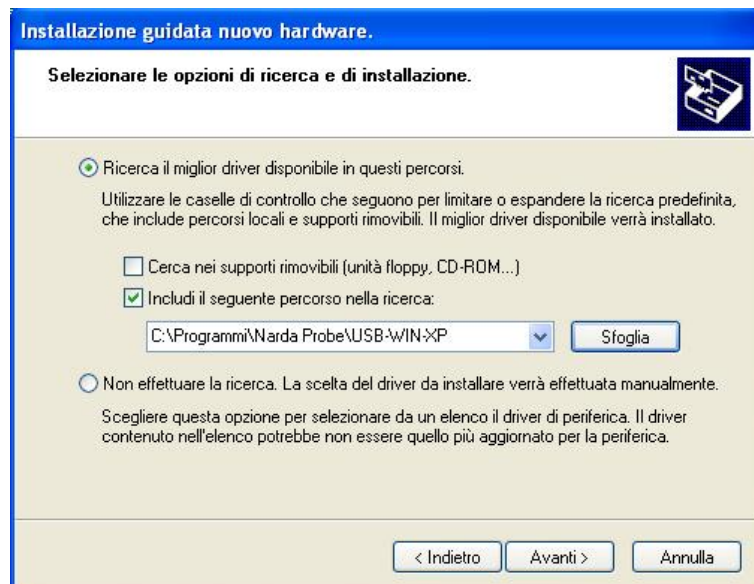 Installazione guidata nuovo hardware.
Selezionare le opzioni di ricerca e di installazione.
Ricerca il miglior driver disponibile in questi percorsi.
Utilizzare le caselle di controllo che seguono per limitare o espandere la ricerca predefinita,
che include percorsi locali e supporti rimovibili. Il miglior driver disponibile verrà installato.
Cerca nei supporti rimovibili (unità floppy, CD-ROM...)
Includi il seguente percorso nella ricerca:
C:\Programmi\Narda Probe\USB-WIN-XP
Sfoglia
Non effettuare la ricerca. La scelta del driver da installare verrà effettuata manualmente.
Scegliere questa opzione per selezionare da un elenco il driver di periferica. Il driver
contenuto nell'elenco potrebbe non essere quello più aggiornato per la periferica.
< Indietro
Avanti >
Annulla